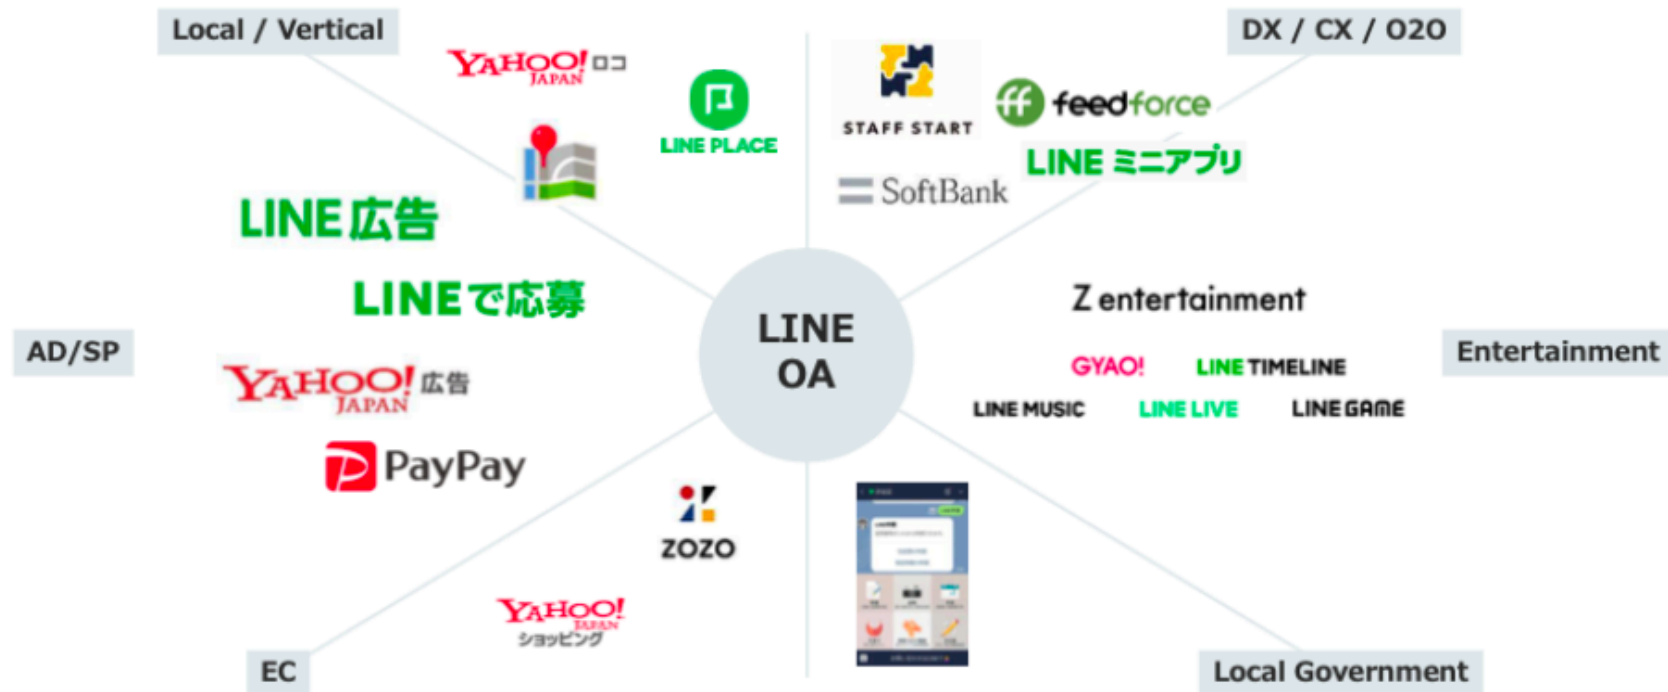 Local / Vertical
DX / CX / O2O
YAHOO! ロコ
JAPAN
LINE PLACE
STAFF START
feedforce
LINE ミニアプリ
SoftBank
LINE広告
LINEで応募
LINE
OA
Z entertainment
AD/SP
Entertainment
YAHOO! 広告
JAPAN
GYAO!
LINE TIMELINE
LINE MUSIC
LINE LIVE
LINE GAME
PayPay
ZOZO
YAHOO!
JAPAN
ショッピング
EC
Local Government